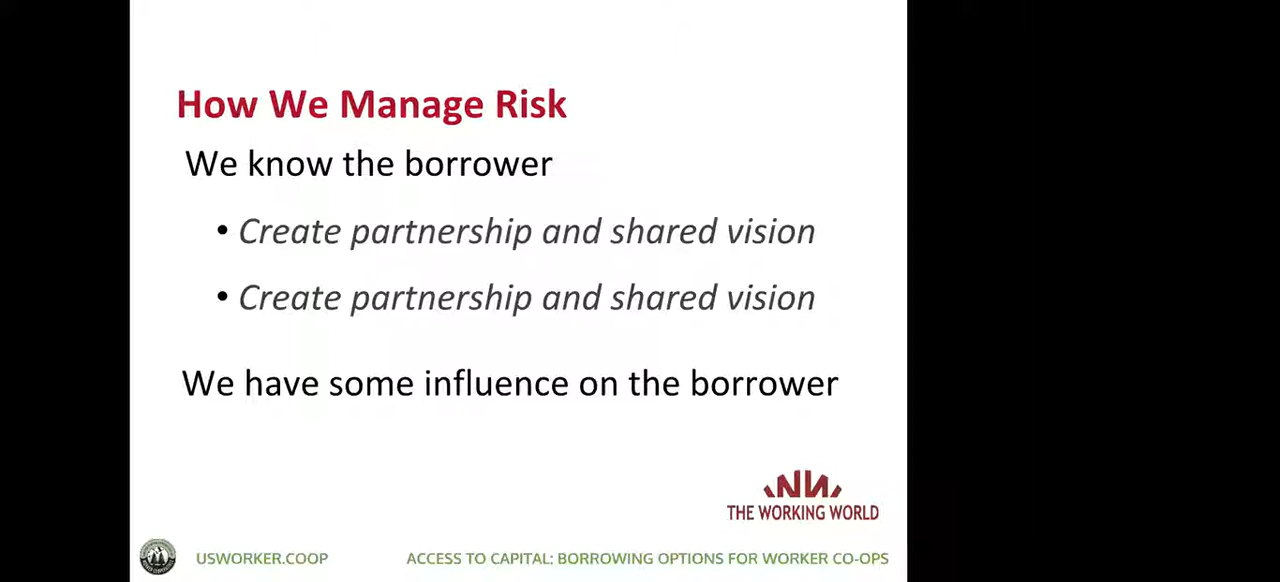 How We Manage Risk
We know the borrower
• Create partnership and shared vision
• Create partnership and shared vision
We have some influence on the borrower
THE WORKING WORLD
USWORKER.COOP
ACCESS TO CAPITAL: BORROWING OPTIONS FOR WORKER CO-OPS